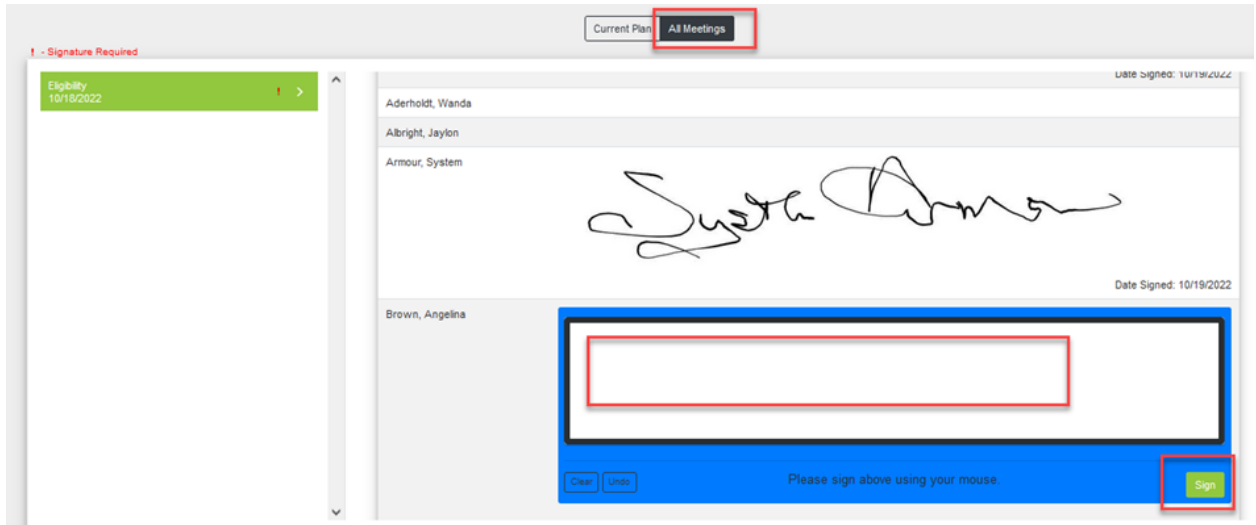 Current Plan All Meetings
! - Signature Required
Eligibility
10/18/2022 ! >
Date Signed: 10/19/2022
Aderholdt, Wanda
Albright, Jaylon
Armour, System
Date Signed: 10/19/2022
Brown, Angelina
Clear Undo Please sign above using your mouse. Sign